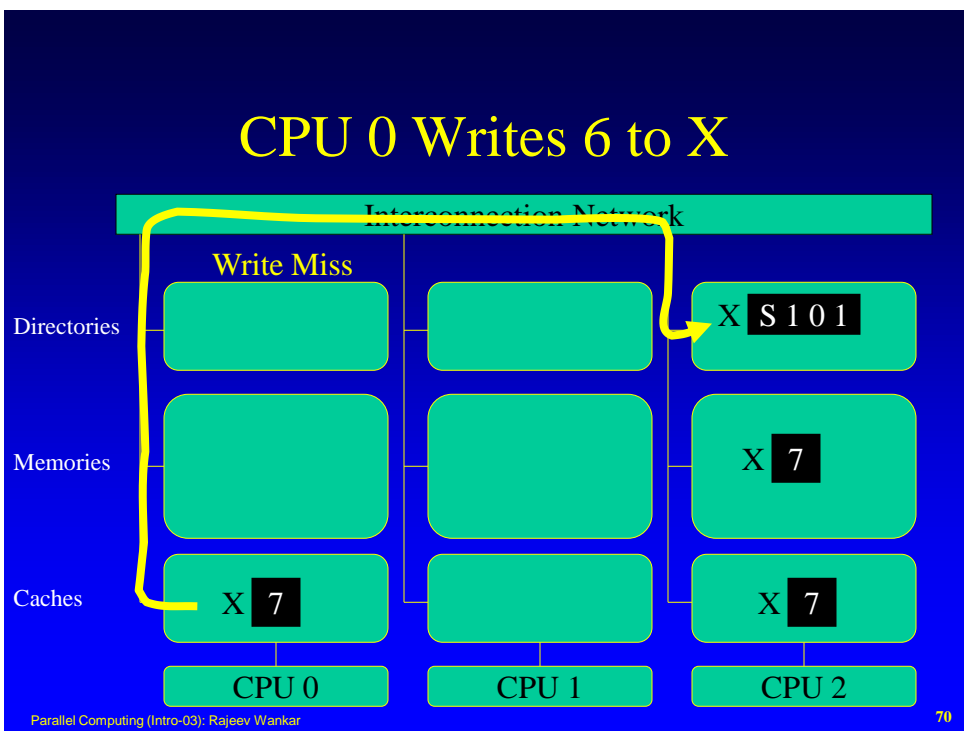 CPU 0 Writes 6 to X
Interconnection Network
Write Miss
Directories
X S 1 0 1
Memories
X 7
Caches
X 7
X 7
CPU 0
CPU 1
CPU 2
Parallel Computing (Intro-03): Rajeev Wankar
70